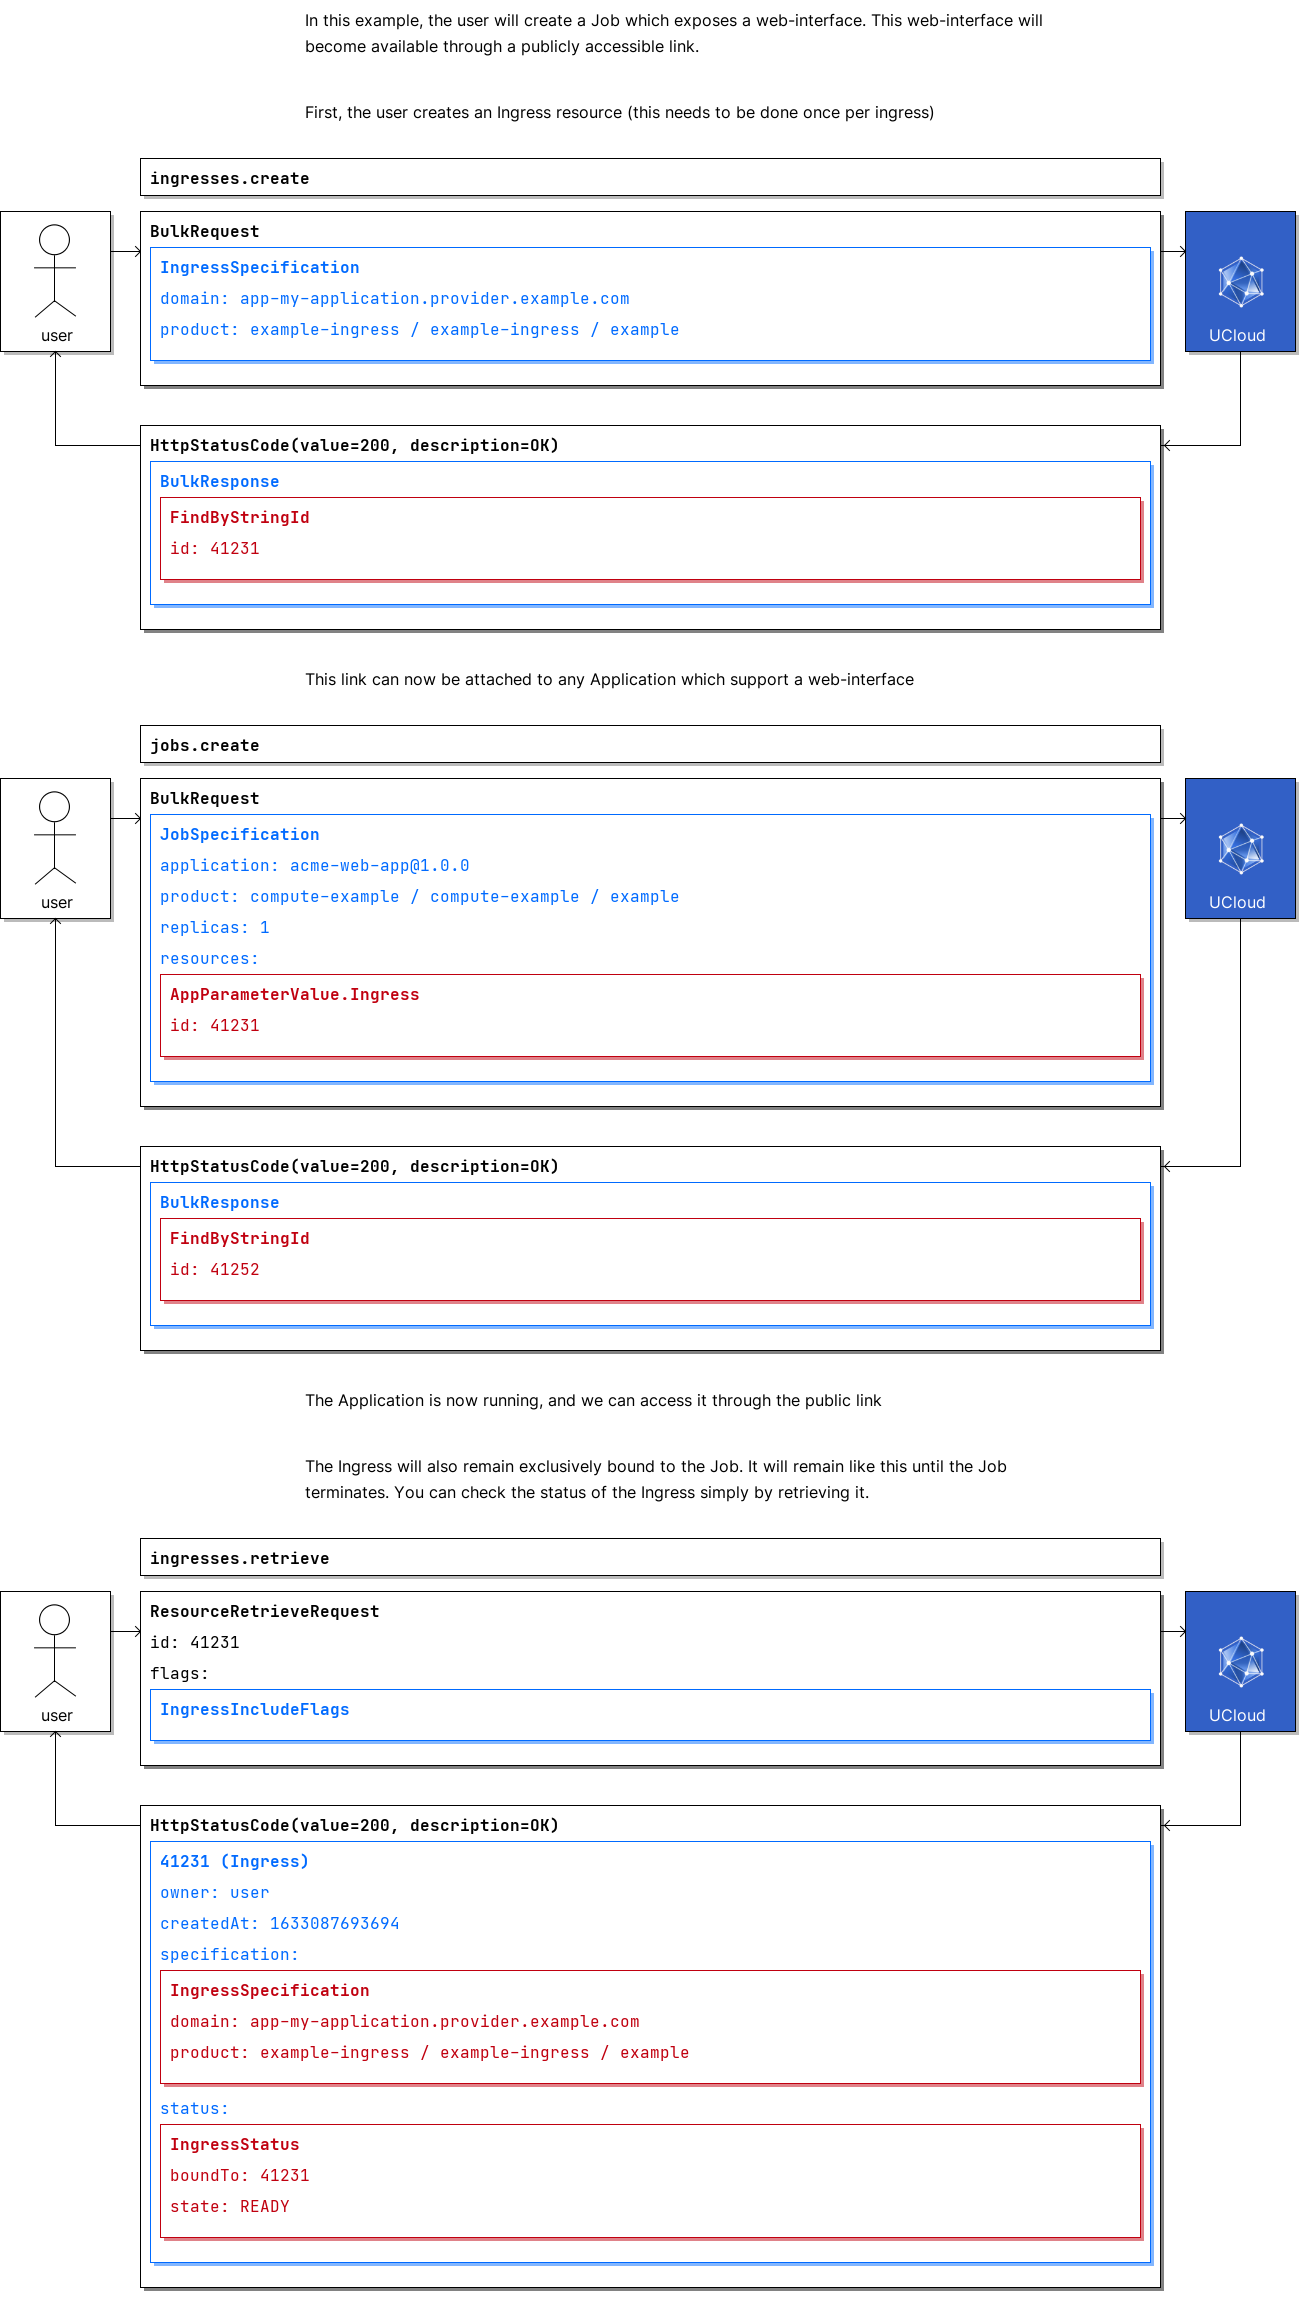 In this example, the user will create a Job which exposes a web-interface. This web-interface will
become available through a publicly accessible link.
First, the user creates an Ingress resource (this needs to be done once per ingress)
ingresses.create
BulkRequest
IngressSpecification
domain: app-my-application.provider.example.com
product: example-ingress / example-ingress / example
user
UCloud
HttpStatusCode(value=200, description=OK)
BulkResponse
FindByStringId
id: 41231
This link can now be attached to any Application which support a web-interface
jobs.create
BulkRequest
JobSpecification
application: acme-web-app@1.0.0
product: compute-example / compute-example / example
user
UCloud
replicas: 1
resources:
AppParameterValue.Ingress
id: 41231
HttpStatusCode(value=200, description=OK)
BulkResponse
FindByStringId
id: 41252
The Application is now running, and we can access it through the public link
The Ingress will also remain exclusively bound to the Job. It will remain like this until the Job
terminates. You can check the status of the Ingress simply by retrieving it.
ingresses.retrieve
ResourceRetrieveRequest
id: 41231
flags:
IngressIncludeFlags
user
UCloud
HttpStatusCode(value=200, description=OK)
41231 (Ingress)
owner: user
createdAt: 1633087693694
specification:
IngressSpecification
domain: app-my-application.provider.example.com
product: example-ingress / example-ingress / example
status:
IngressStatus
boundTo: 41231
state: READY